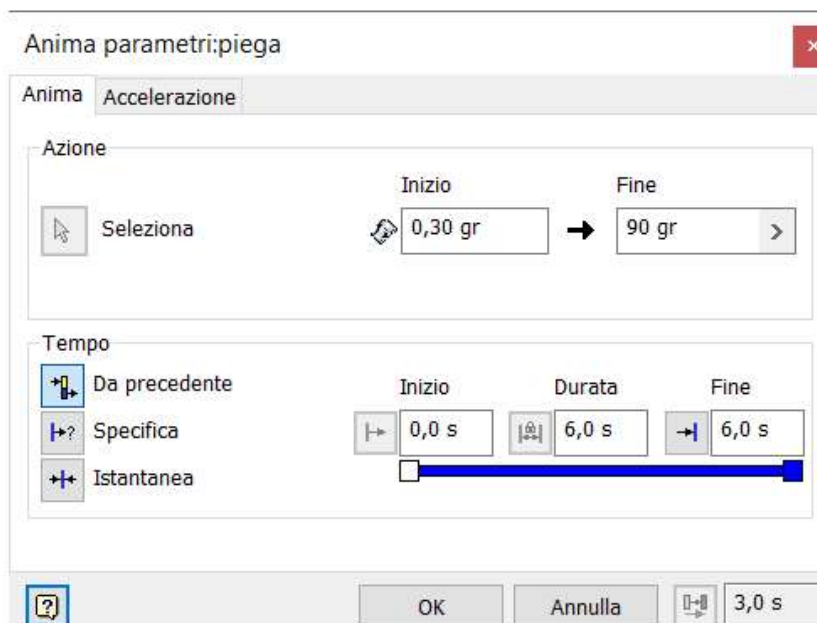 Anima parametri:piega
Anima Accelerazione
Azione
Inizio Fine
Seleziona 0,30 gr 90 gr
Tempo
Da precedente Inizio Durata Fine
Specifica 0,0 s 6,0 s 6,0 s
Istantanea
OK Annulla 3,0 s